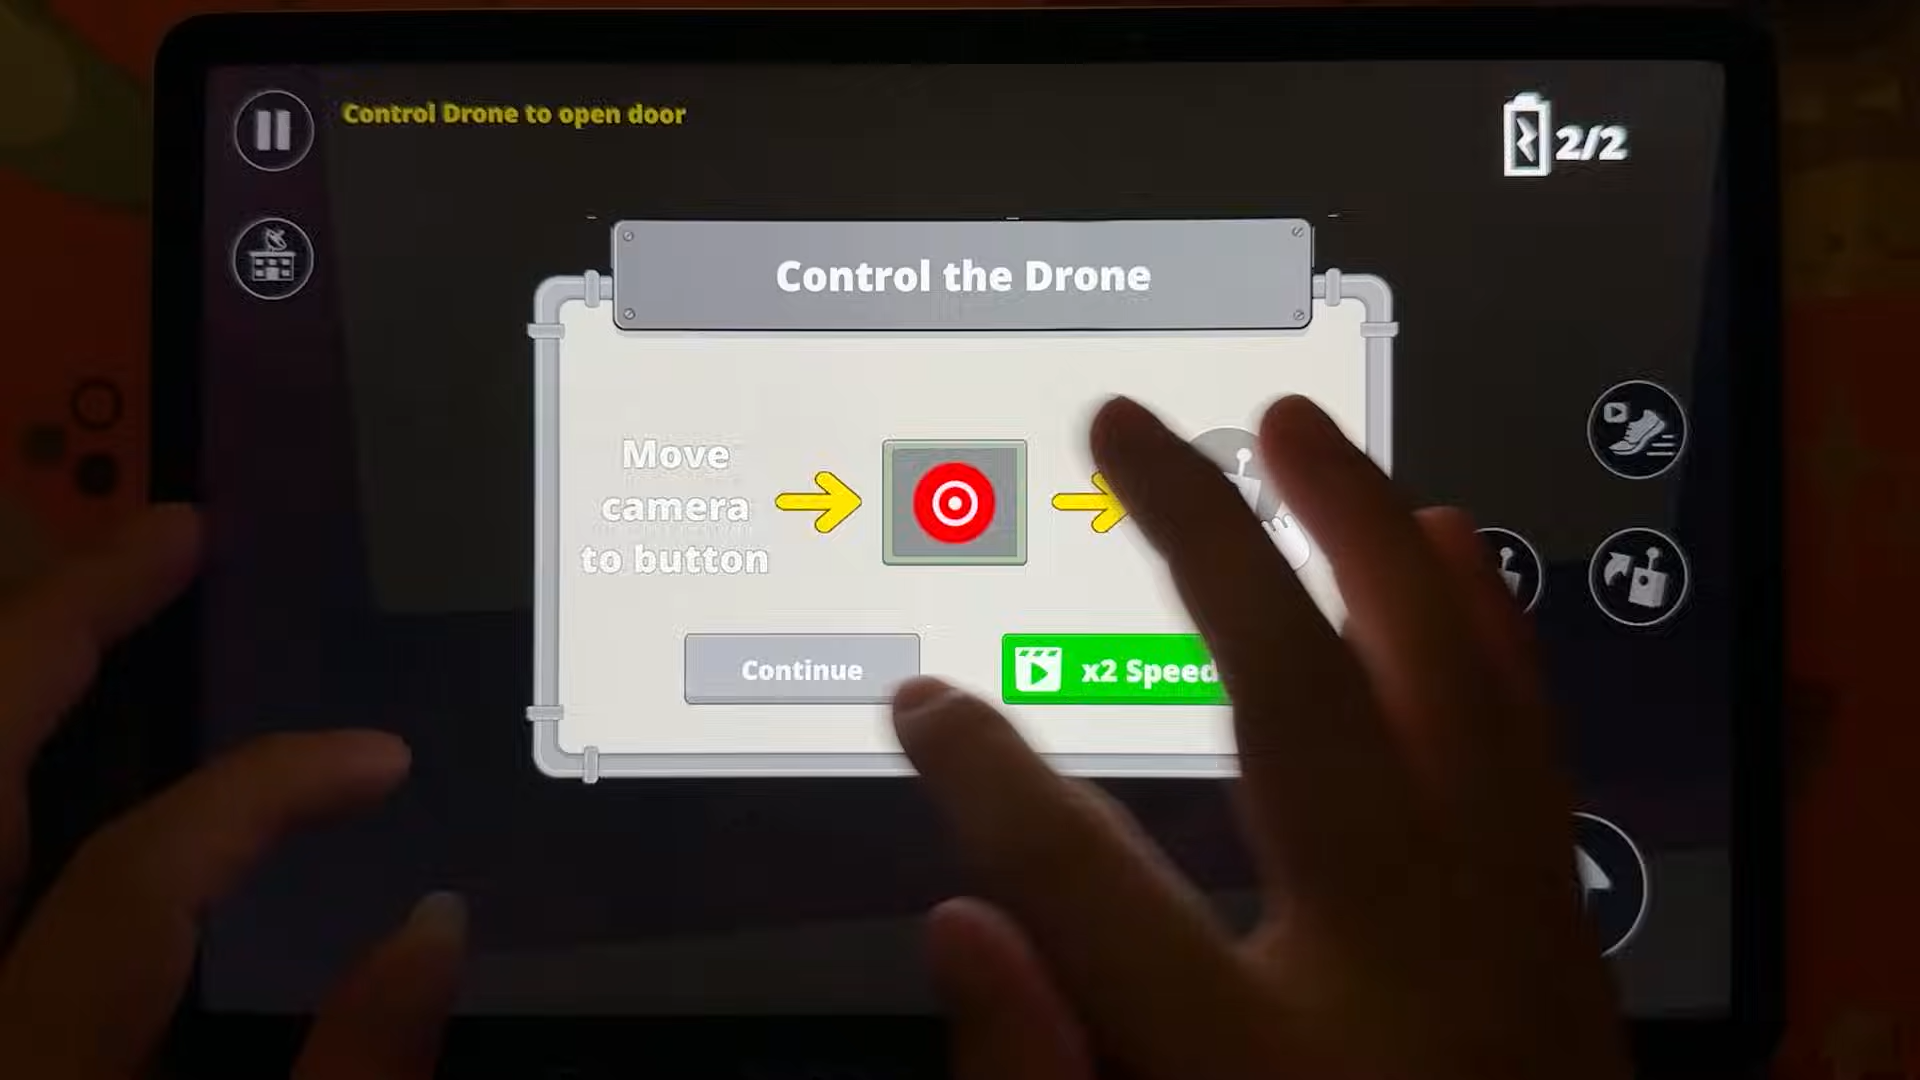 Control Drone to open door
2/2
Control the Drone
Move
camera
to button
Continue
x2 Speed